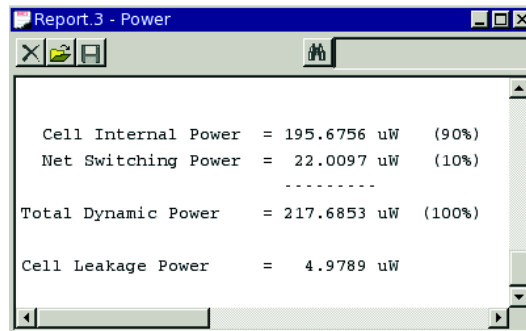 Report.3 - Power
Cell Internal Power = 195.6756 uW (90%)
Net Switching Power = 22.0097 uW (10%)
---------
Total Dynamic Power = 217.6853 uW (100%)
Cell Leakage Power = 4.9789 uW